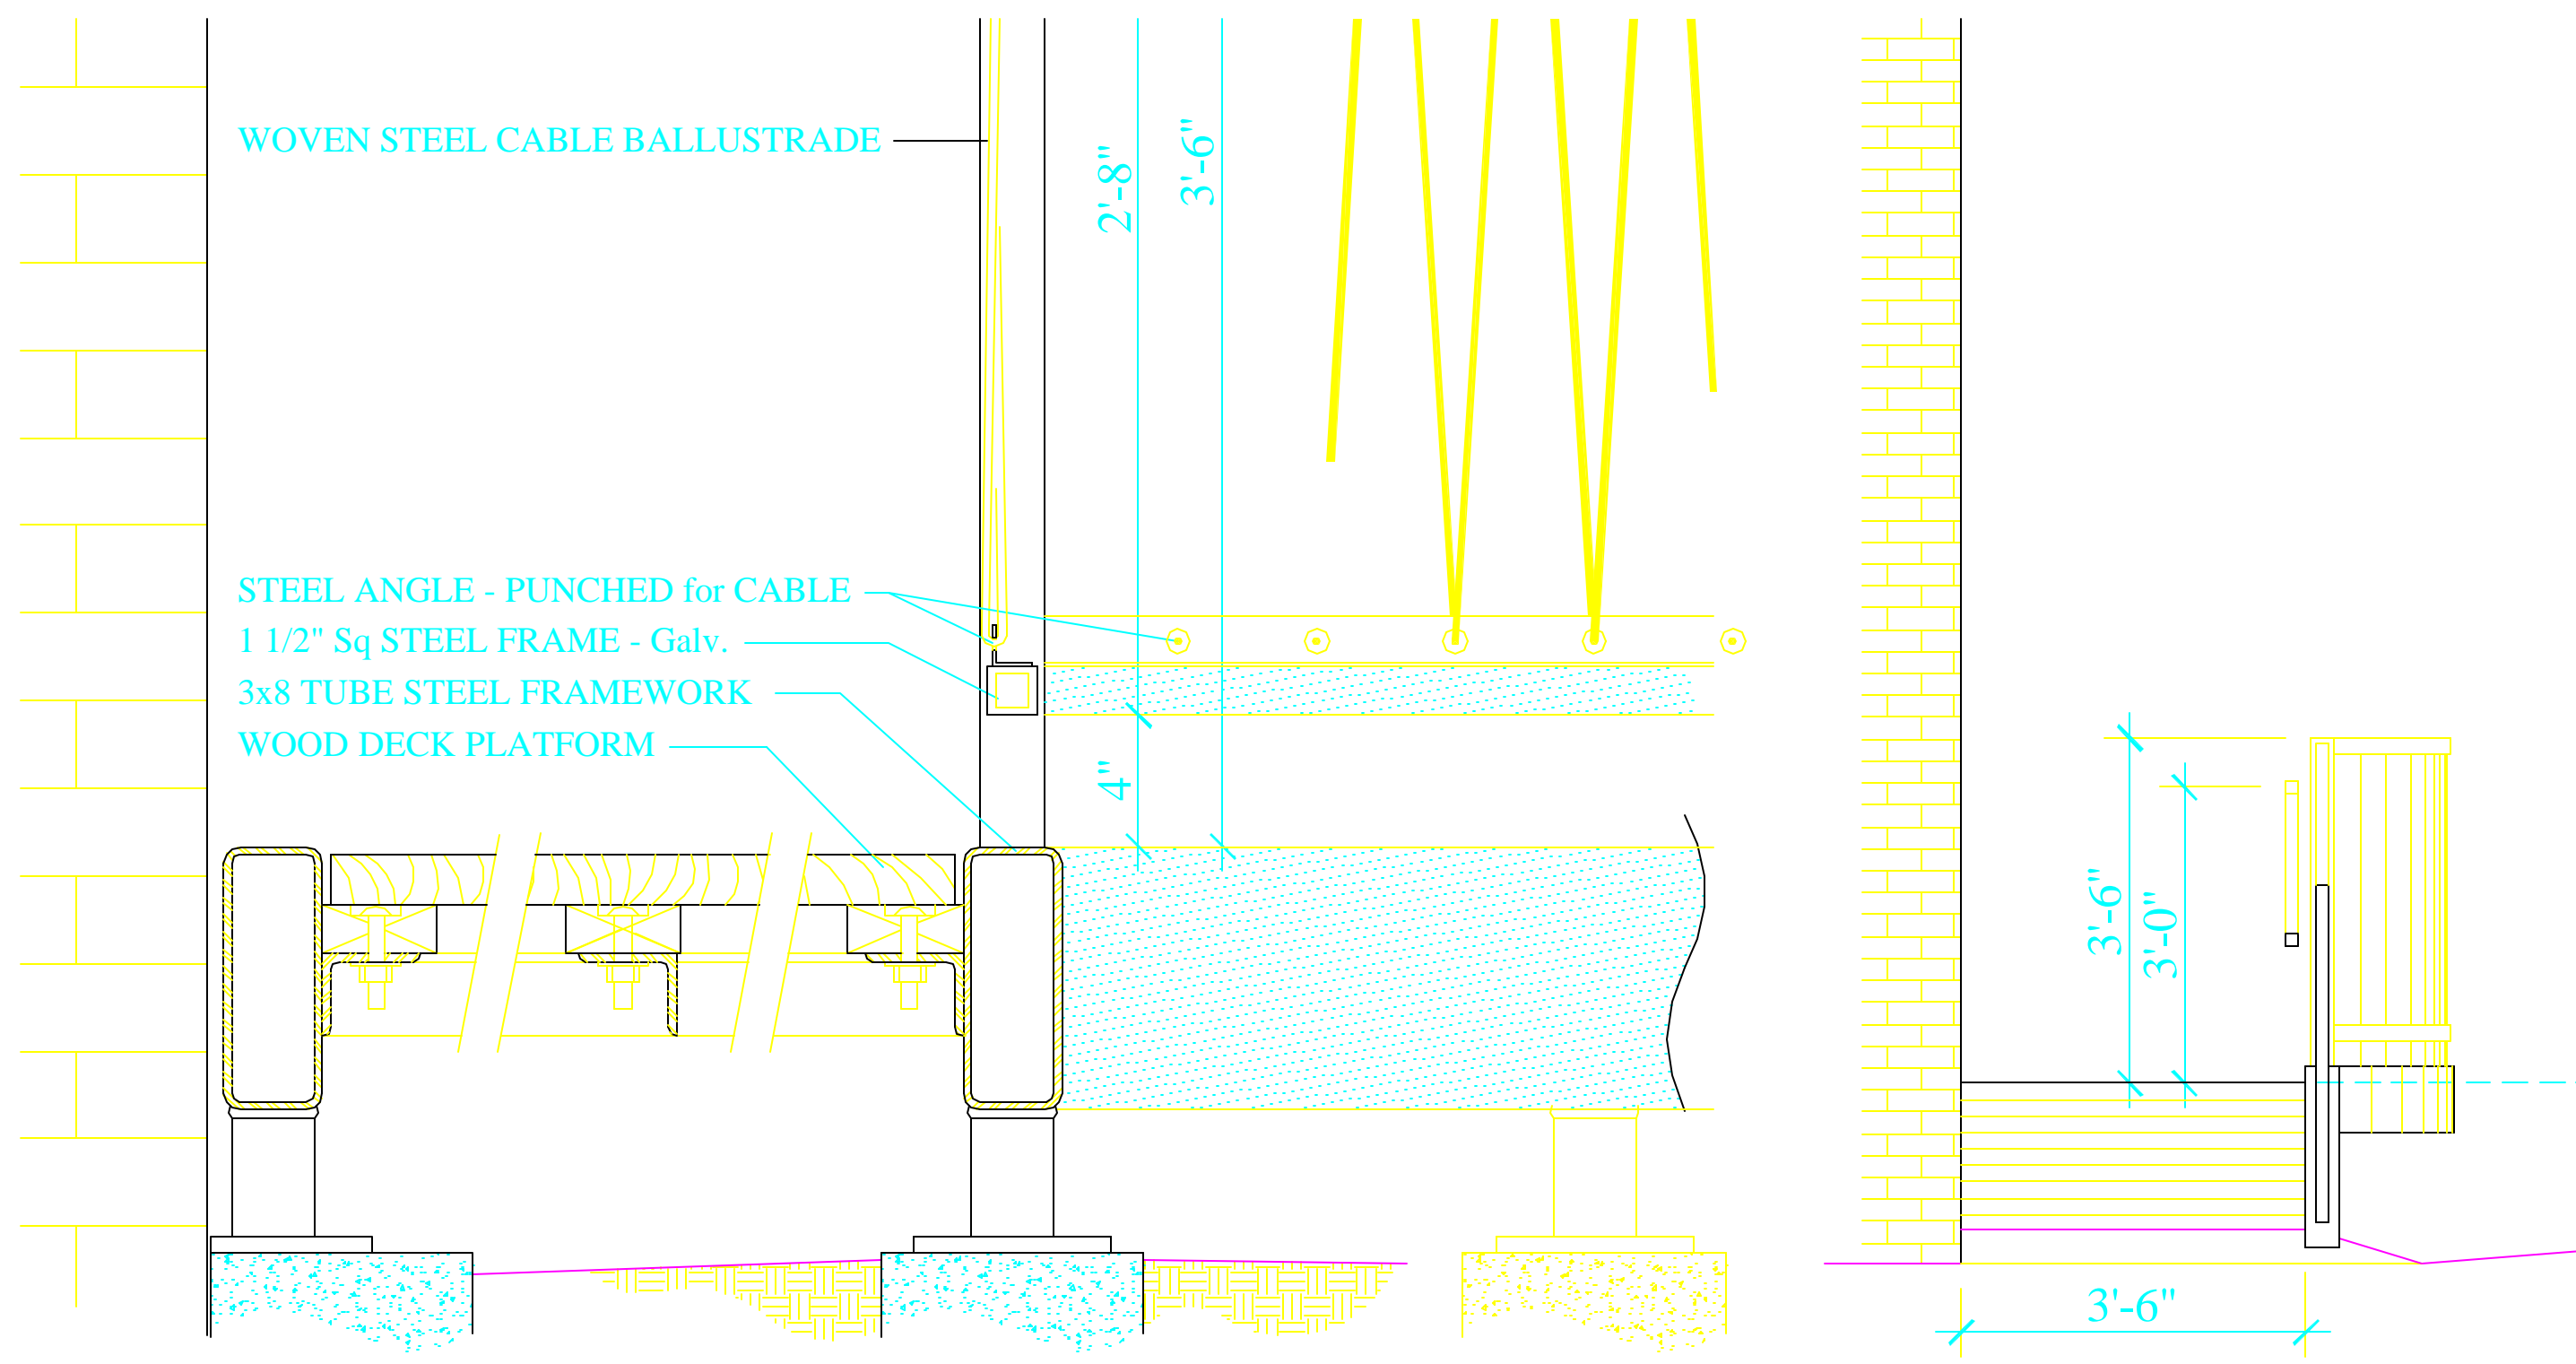 WOVEN STEEL CABLE BALLUSTRADE
2'-8"
3'-6"
STEEL ANGLE - PUNCHED for CABLE
1 1/2" Sq STEEL FRAME - Galv.
3x8 TUBE STEEL FRAMEWORK
WOOD DECK PLATFORM
4"
3'-6"
3'-0"
3'-6"